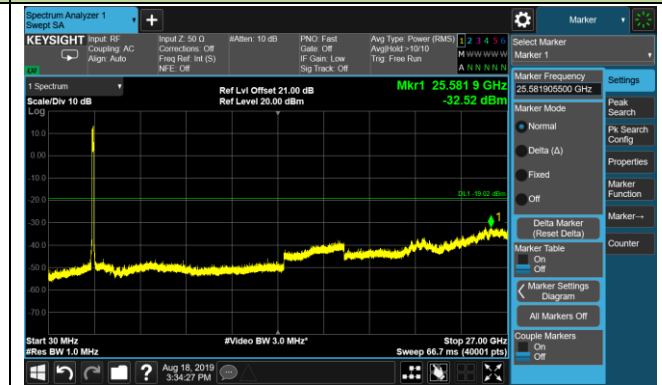 Spectrum Analyzer 1
Swept SA
Marker
KEYSIGHT
Input: RF
Coupling: AC
Align: Auto
Input Z: 50 Ω
Corrections: Off
Freq Ref: Int (S)
NFE: Off
#Atten: 10 dB
PNO: Fast
Gate: Off
IF Gain: Low
Sig Track: Off
Avg Type: Power (RMS)
Avg|Hold:>10/10
Trig: Free Run
1 2 3 4 5 6
M W W W W W
A N N N N N
Select Marker
Marker 1
1 Spectrum
Scale/Div 10 dB
Log
Ref Lvl Offset 21.00 dB
Ref Level 20.00 dBm
Mkr1 25.581 9 GHz
-32.52 dBm
10.0
0.00
-10.0
-20.0
-30.0
-40.0
-50.0
-60.0
-70.0
DL1 -19.02 dBm
1
Start 30 MHz
#Res BW 1.0 MHz
#Video BW 3.0 MHz*
Stop 27.00 GHz
Sweep 66.7 ms (40001 pts)
Marker Frequency
25.581905500 GHz
Marker Mode
Normal
Delta (Δ)
Fixed
Off
Delta Marker
(Reset Delta)
Marker Table
On
Off
Marker Settings
Diagram
All Markers Off
Couple Markers
On
Off
Settings
Peak
Search
Pk Search
Config
Properties
Marker
Function
Marker→
Counter
Aug 18, 2019
3:34:27 PM